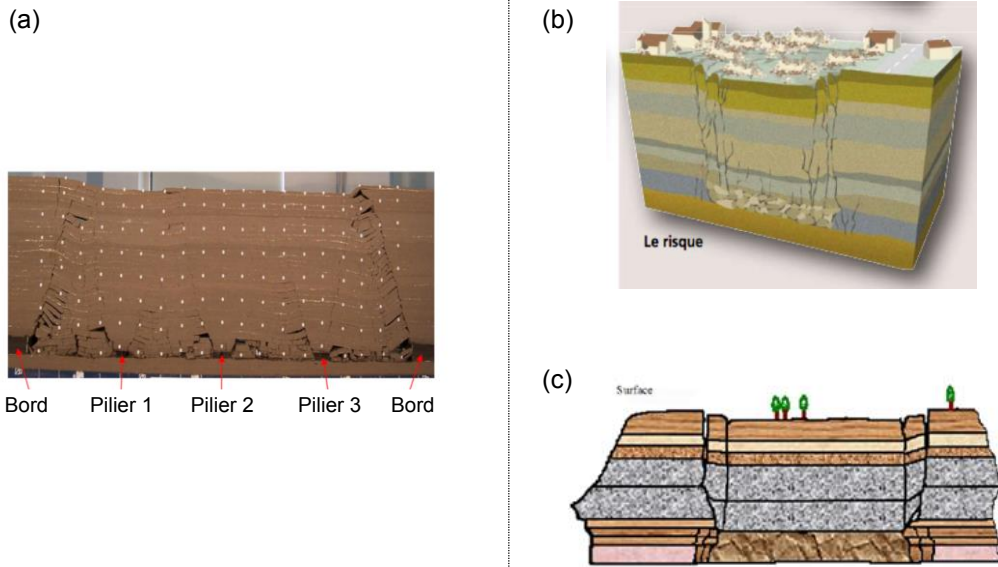 (a)
Bord Pilier 1 Pilier 2 Pilier 3 Bord
(b)
Le risque
(c)
Surface